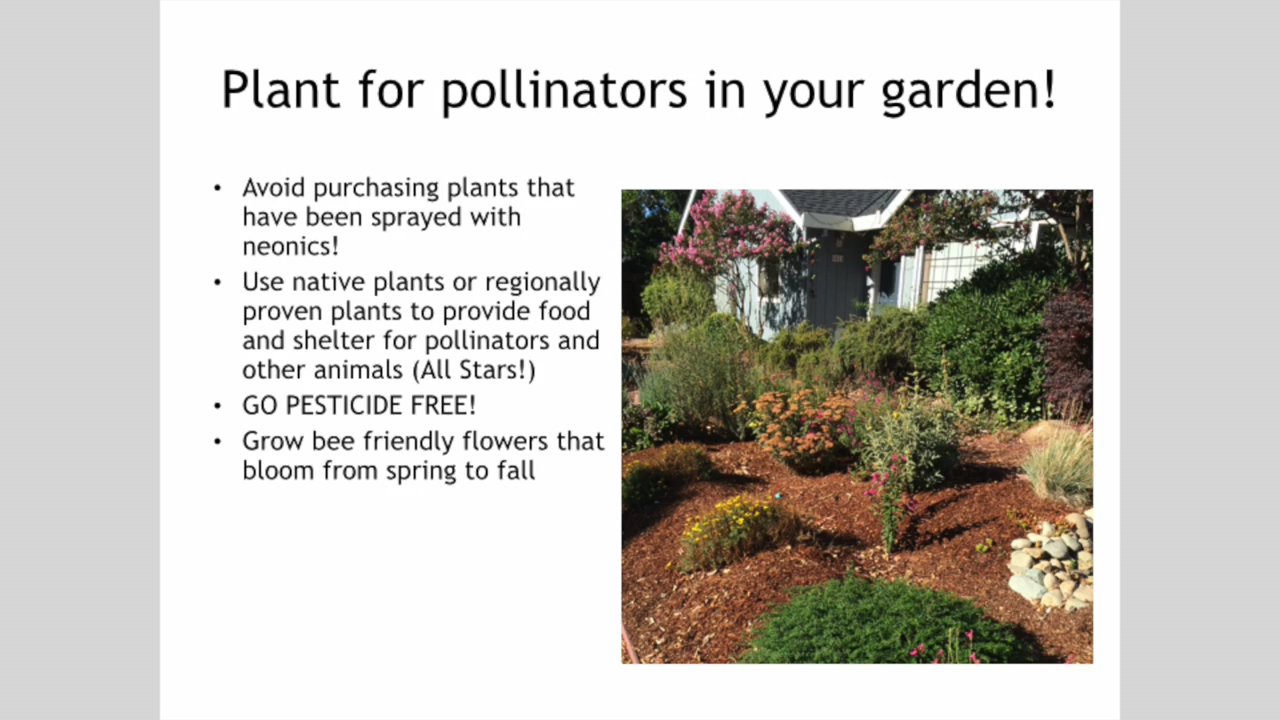 Plant for pollinators in your garden!
• Avoid purchasing plants that
have been sprayed with
neonics!
• Use native plants or regionally
proven plants to provide food
and shelter for pollinators and
other animals (All Stars!)
• GO PESTICIDE FREE!
• Grow bee friendly flowers that
bloom from spring to fall